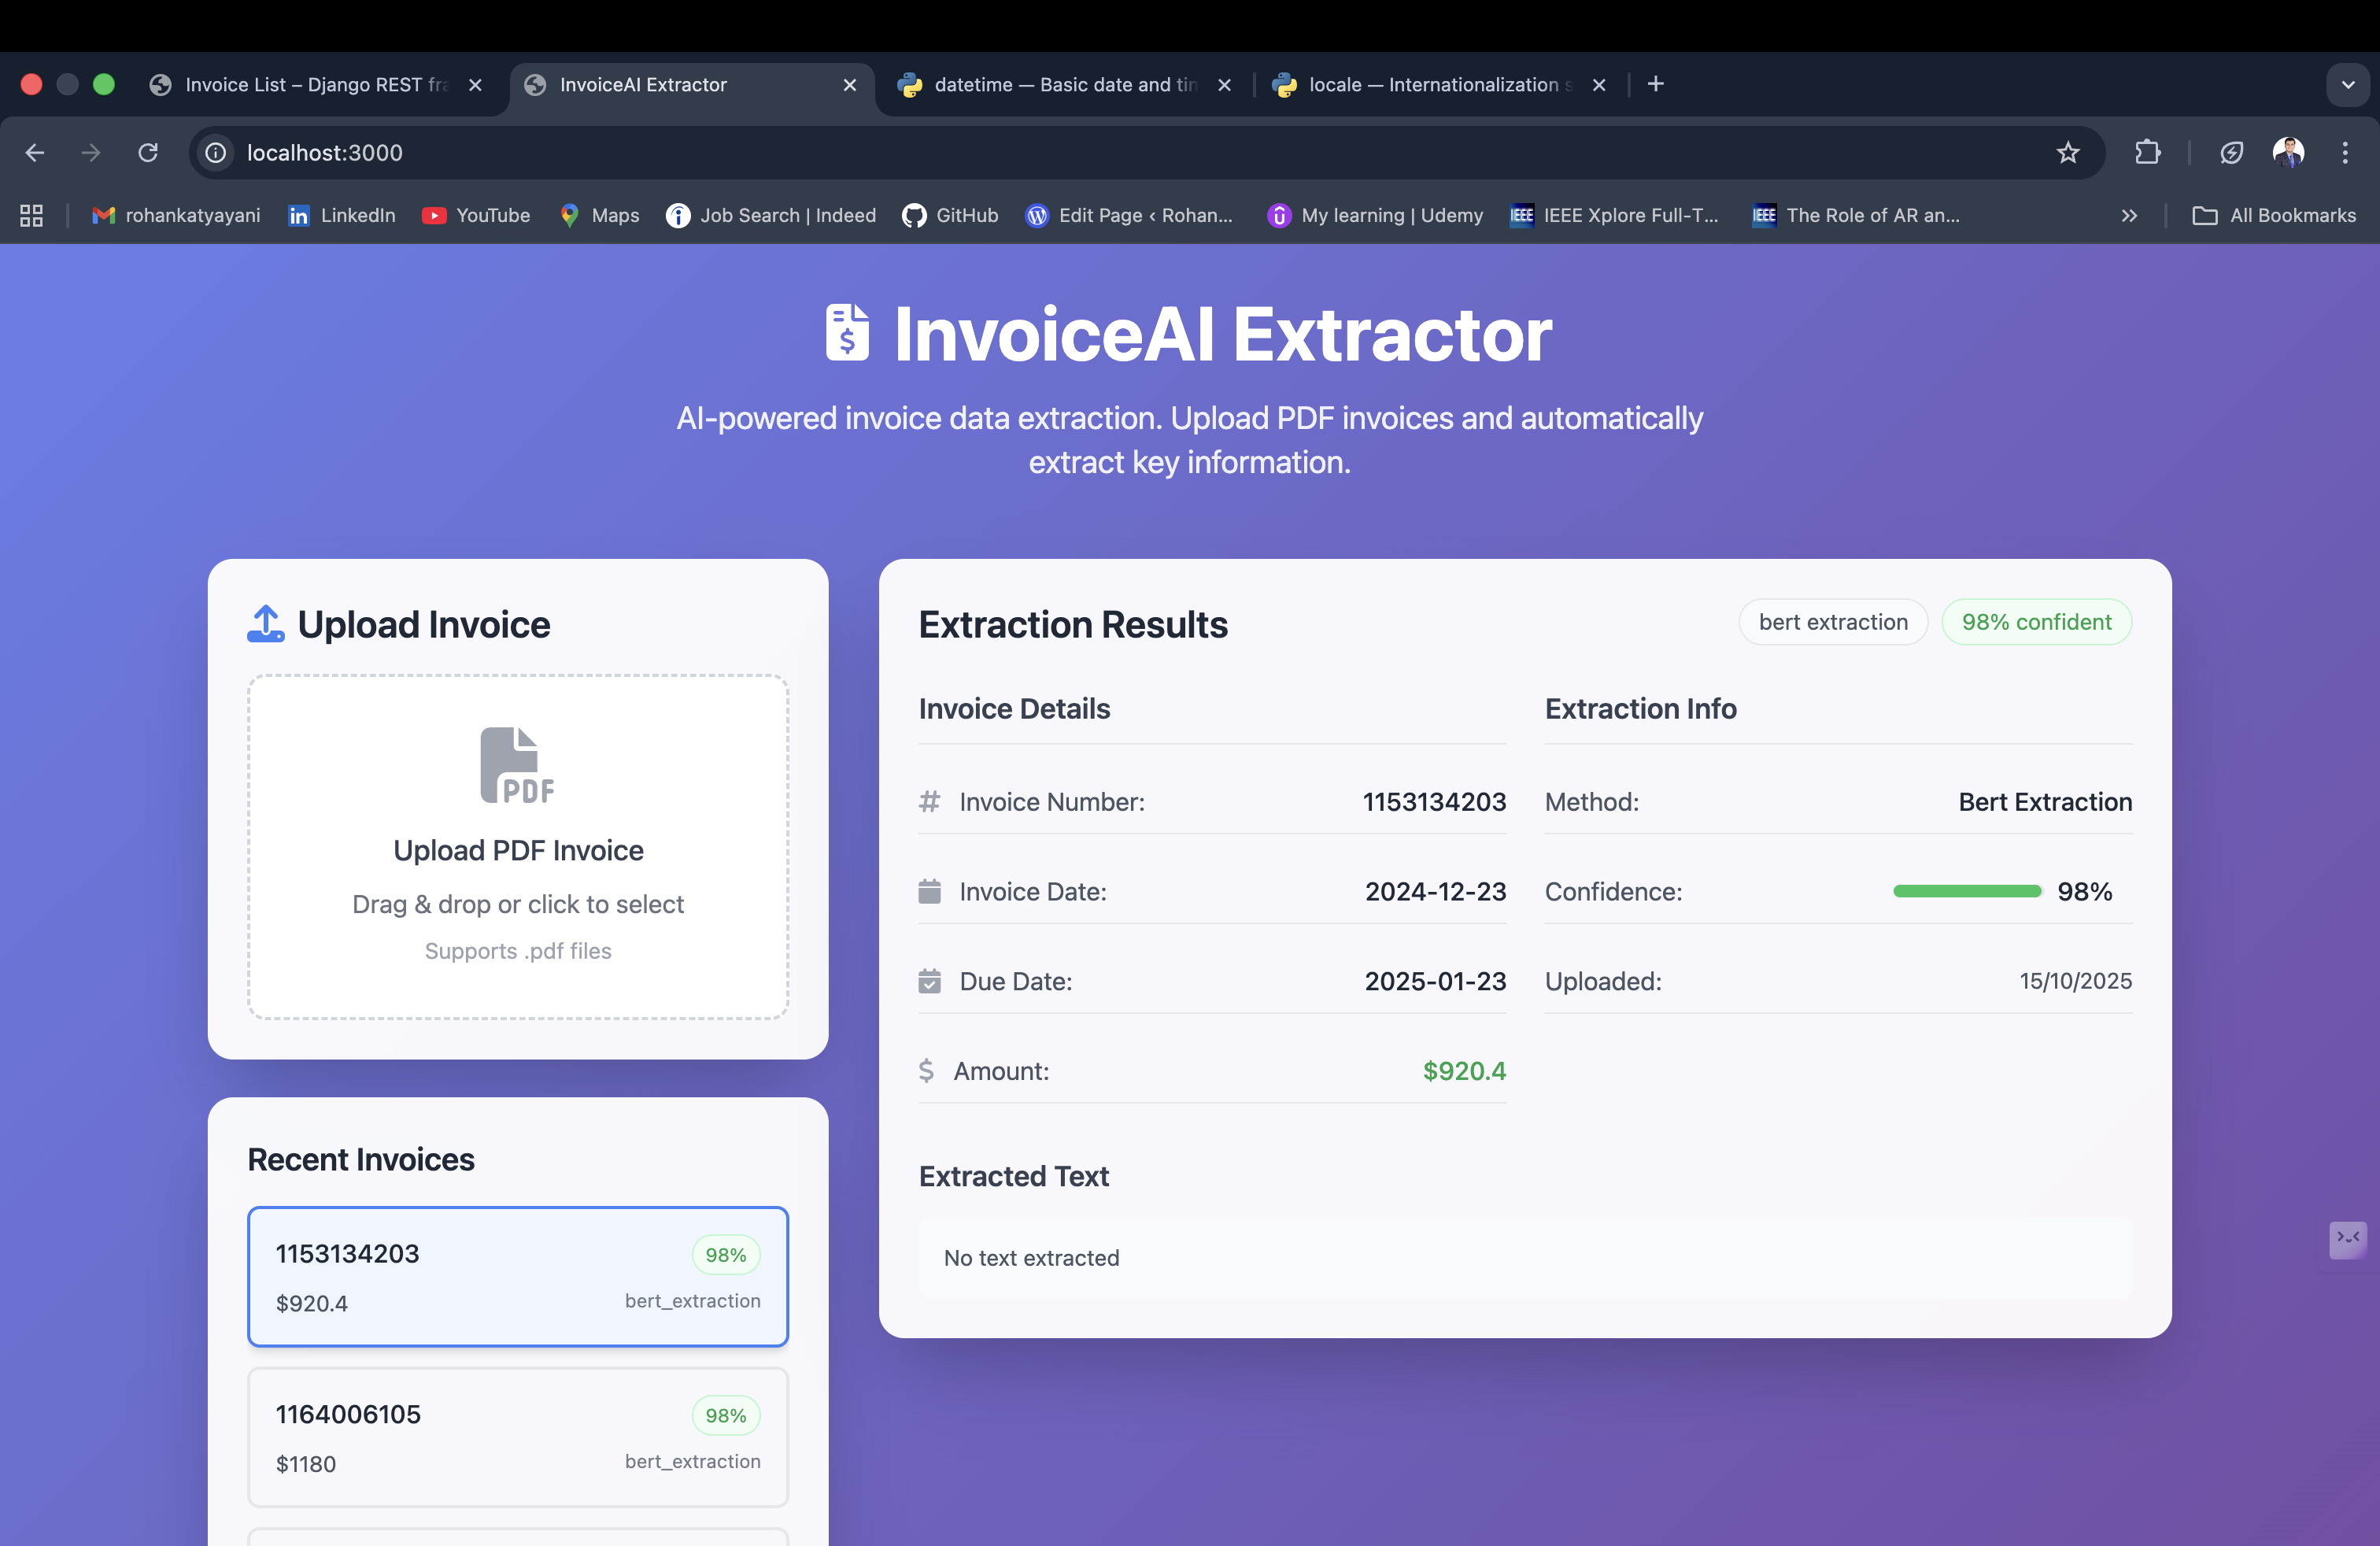 Invoice List – Django REST fra
InvoiceAI Extractor
datetime — Basic date and tin
locale — Internationalization s
localhost:3000
rohankatyayani
LinkedIn
YouTube
Maps
Job Search | Indeed
GitHub
Edit Page ‹ Rohan...
My learning | Udemy
IEEE
IEEE Xplore Full-T...
IEEE
The Role of AR an...
All Bookmarks
InvoiceAI Extractor
AI-powered invoice data extraction. Upload PDF invoices and automatically
extract key information.
Upload Invoice
PDF
Upload PDF Invoice
Drag & drop or click to select
Supports .pdf files
Recent Invoices
1153134203
98%
$920.4
bert_extraction
1164006105
98%
$1180
bert_extraction
Extraction Results
bert extraction
98% confident
Invoice Details
Invoice Number:
1153134203
Invoice Date:
2024-12-23
Due Date:
2025-01-23
Amount:
$920.4
Extraction Info
Method:
Bert Extraction
Confidence:
98%
Uploaded:
15/10/2025
Extracted Text
No text extracted